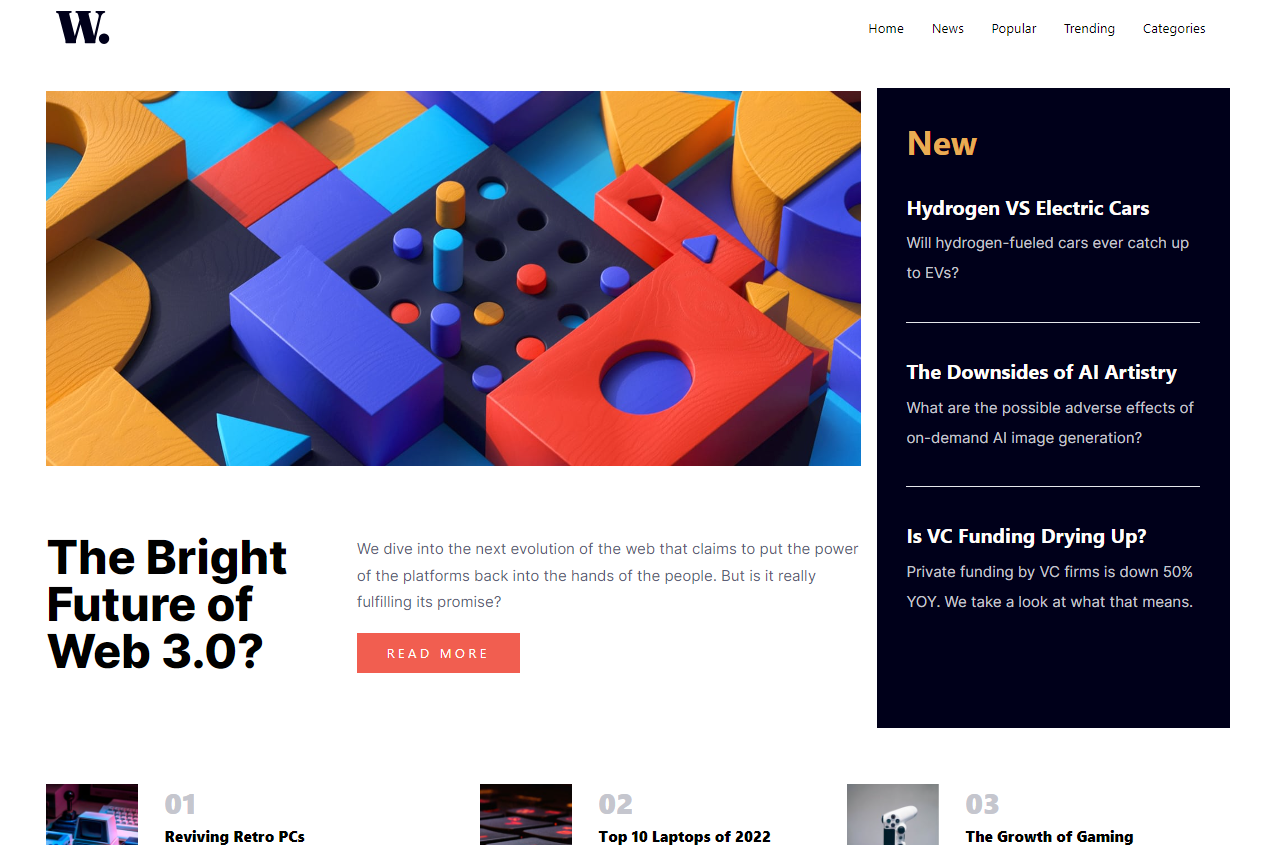 W.
Home News Popular Trending Categories
New
Hydrogen VS Electric Cars
Will hydrogen-fueled cars ever catch up
to EVs?
The Downsides of AI Artistry
What are the possible adverse effects of
on-demand AI image generation?
Is VC Funding Drying Up?
Private funding by VC firms is down 50%
YOY. We take a look at what that means.
The Bright
Future of
Web 3.0?
We dive into the next evolution of the web that claims to put the power
of the platforms back into the hands of the people. But is it really
fulfilling its promise?
READ MORE
01
Reviving Retro PCs
02
Top 10 Laptops of 2022
03
The Growth of Gaming